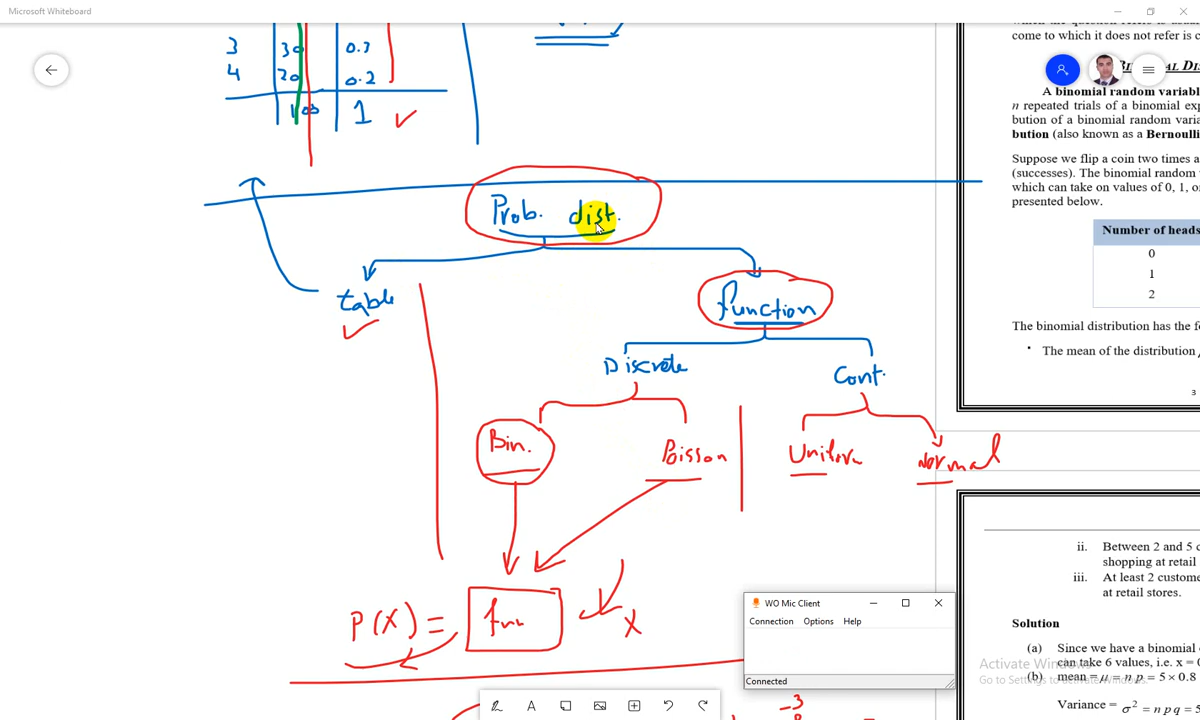 Microsoft Whiteboard
3 30 0.3
4 20 0.2
100 1
Prob. dist.
table
function
Discrete
Cont.
Bin.
Poisson
Uniform
Normal
P(X) =
X
-3
come to which it does not refer is c
AL DI
A binomial random variabl
n repeated trials of a binomial exp
bution of a binomial random varia
bution (also known as a Bernoulli
Suppose we flip a coin two times a
(successes). The binomial random
which can take on values of 0, 1, o
presented below.
Number of heads
0
1
2
The binomial distribution has the f
• The mean of the distribution
3
ii. Between 2 and 5 c
shopping at retail
iii. At least 2 custome
at retail stores.
Solution
(a) Since we have a binomial
can take 6 values, i.e. x = 0
(b) mean = μ = n p = 5 × 0.8
Variance = σ² = n p q = 5
Activate Windows
Go to Settings to activate Windows.
WO Mic Client
Connection Options Help
Connected